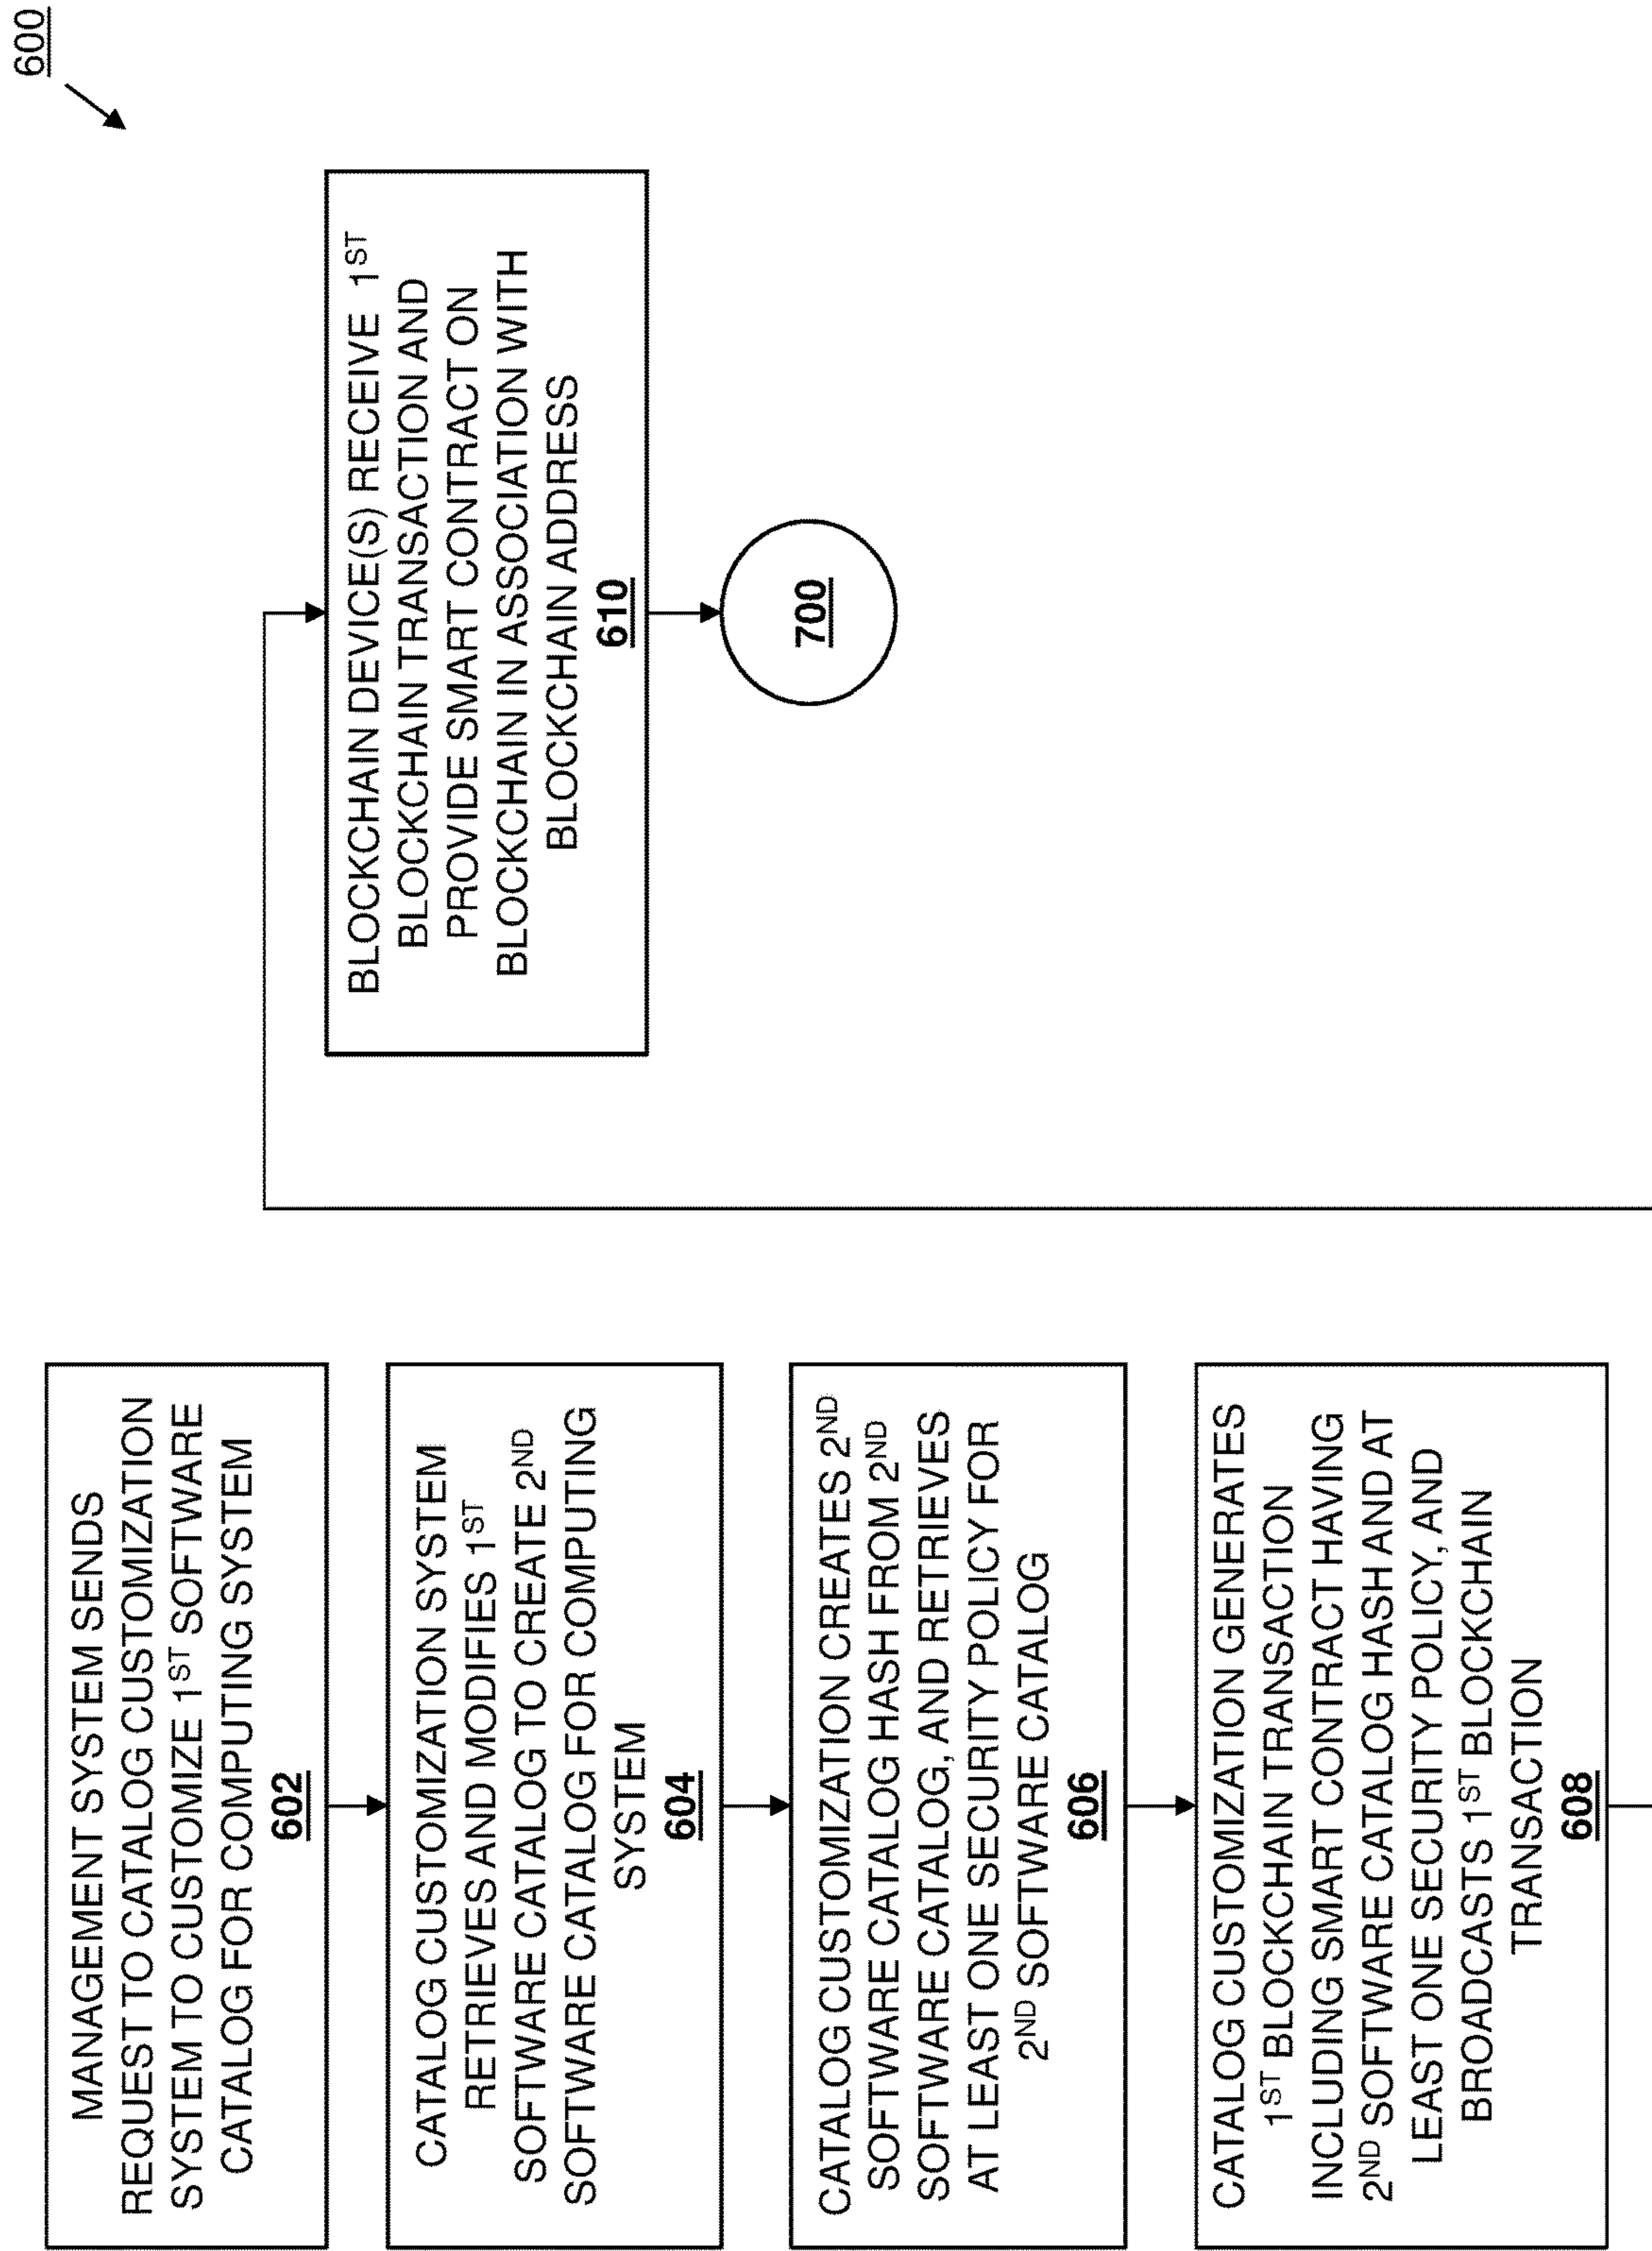 600
MANAGEMENT SYSTEM SENDS
REQUEST TO CATALOG CUSTOMIZATION
SYSTEM TO CUSTOMIZE 1ST SOFTWARE
CATALOG FOR COMPUTING SYSTEM
602
CATALOG CUSTOMIZATION SYSTEM
RETRIEVES AND MODIFIES 1ST
SOFTWARE CATALOG TO CREATE 2ND
SOFTWARE CATALOG FOR COMPUTING
SYSTEM
604
CATALOG CUSTOMIZATION CREATES 2ND
SOFTWARE CATALOG HASH FROM 2ND
SOFTWARE CATALOG, AND RETRIEVES
AT LEAST ONE SECURITY POLICY FOR
2ND SOFTWARE CATALOG
606
CATALOG CUSTOMIZATION GENERATES
1ST BLOCKCHAIN TRANSACTION
INCLUDING SMART CONTRACT HAVING
2ND SOFTWARE CATALOG HASH AND AT
LEAST ONE SECURITY POLICY, AND
BROADCASTS 1ST BLOCKCHAIN
TRANSACTION
608
BLOCKCHAIN DEVICE(S) RECEIVE 1ST
BLOCKCHAIN TRANSACTION AND
PROVIDE SMART CONTRACT ON
BLOCKCHAIN IN ASSOCIATION WITH
BLOCKCHAIN ADDRESS
610
700